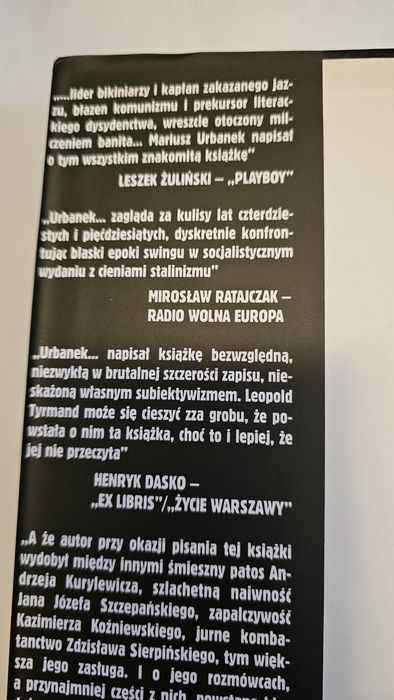 „...lider bikiniarzy i kapłan zakazanego jaz-
zu, błazen komunizmu i prekursor literac-
kiego dysydenctwa, wreszcie otoczony mil-
czeniem banita... Mariusz Urbanek napisał
o tym wszystkim znakomitą książkę"
LESZEK ŻULIŃSKI – „PLAYBOY"
„Urbanek... zagląda za kulisy lat czterdzie-
stych i pięćdziesiątych, dyskretnie konfron-
tując blaski epoki swingu w socjalistycznym
wydaniu z cieniami stalinizmu"
MIROSŁAW RATAJCZAK –
RADIO WOLNA EUROPA
„Urbanek... napisał książkę bezwzględną,
niezwykłą w brutalnej szczerości zapisu, nie-
skażoną własnym subiektywizmem. Leopold
Tyrmand może się cieszyć zza grobu, że po-
wstała o nim ta książka, choć to i lepiej, że
jej nie przeczyta"
HENRYK DASKO –
„EX LIBRIS"/„ŻYCIE WARSZAWY"
„A że autor przy okazji pisania tej książki
wydobył między innymi śmieszny patos An-
drzeja Kurylewicza, szlachetną naiwność
Jana Józefa Szczepańskiego, zapalczywość
Kazimierza Koźniewskiego, jurne komba-
tanctwo Zdzisława Sierpińskiego, tym więk-
sza jego zasługa. I o jego rozmówcach,
a przynajmniej części z nich,